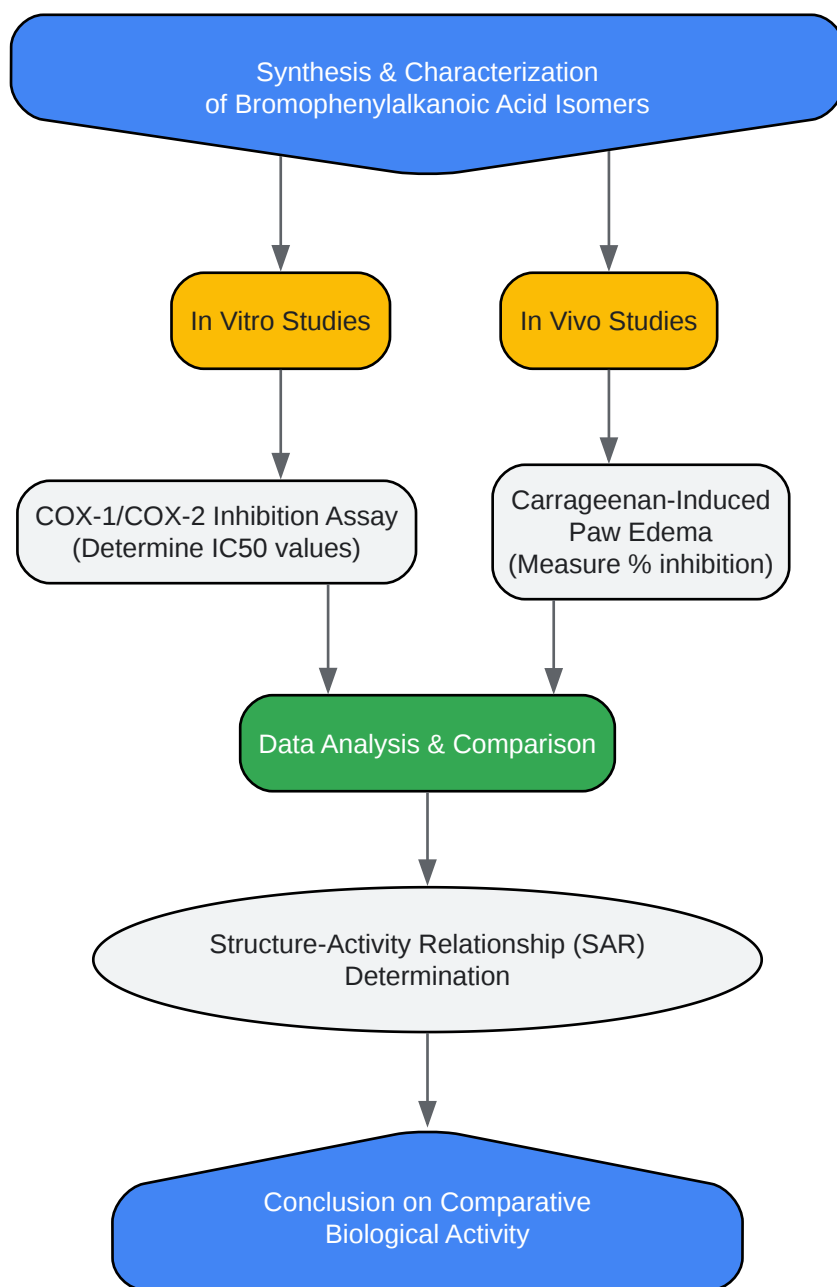 Synthesis & Characterization
of Bromophenylalkanoic Acid Isomers
In Vitro Studies
In Vivo Studies
COX-1/COX-2 Inhibition Assay
(Determine IC50 values)
Carrageenan-Induced
Paw Edema
(Measure % inhibition)
Data Analysis & Comparison
Structure-Activity Relationship (SAR)
Determination
Conclusion on Comparative
Biological Activity